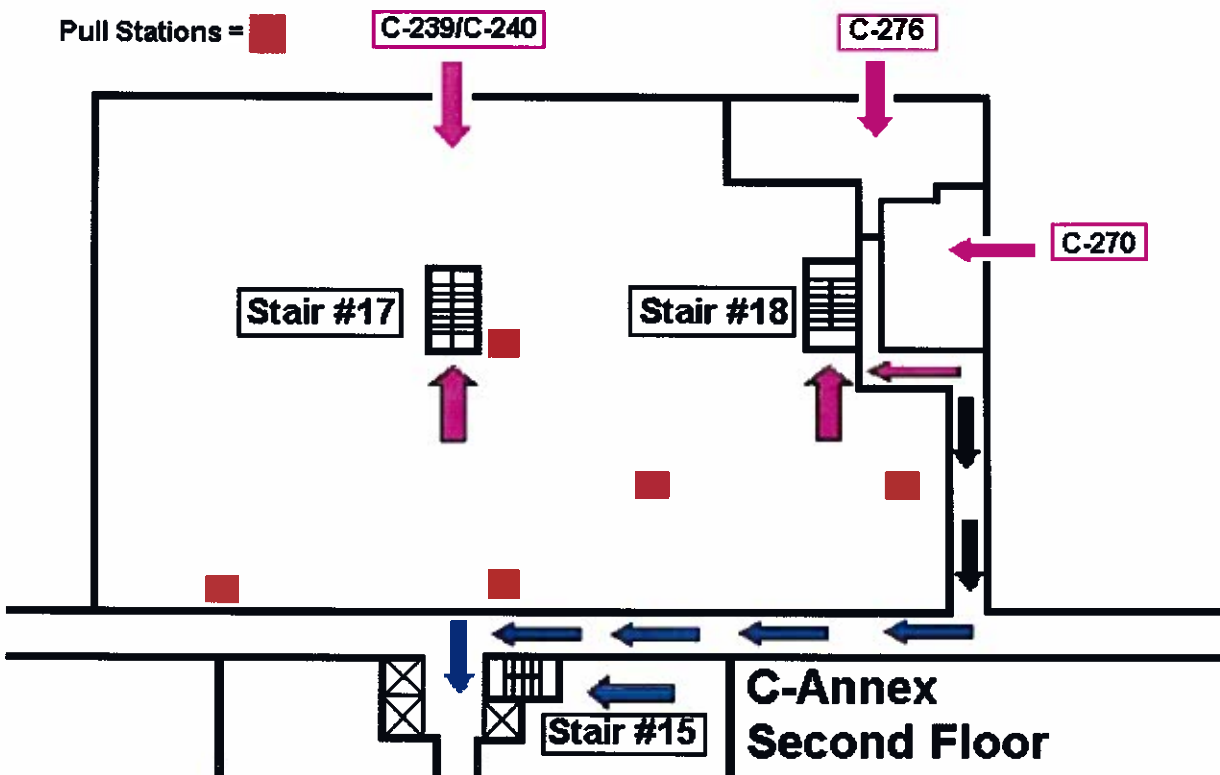 Pull Stations =
C-239/C-240
C-276
C-270
Stair #17
Stair #18
Stair #15
C-Annex
Second Floor